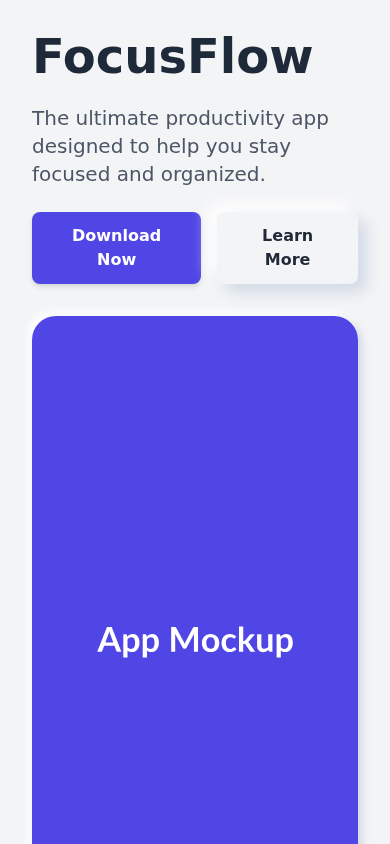 FocusFlow
The ultimate productivity app
designed to help you stay
focused and organized.
Download
Now
Learn
More
App Mockup